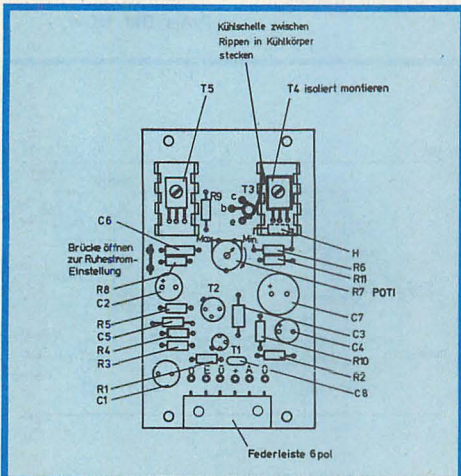 Kühlschelle zwischen
Rippen in Kühlkörper
stecken
T5
T4 isoliert montieren
T3
c
b
e
R9
C6
Max
Min.
H
Brücke öffnen
zur Ruhestrom-
Einstellung
R6
R11
R8
R7 POTI
C2
T2
C7
R5
C5
C3
R4
C4
R3
R10
T1
R2
R1
C1
C8
0 E 0 + A 0
Federleiste 6pol